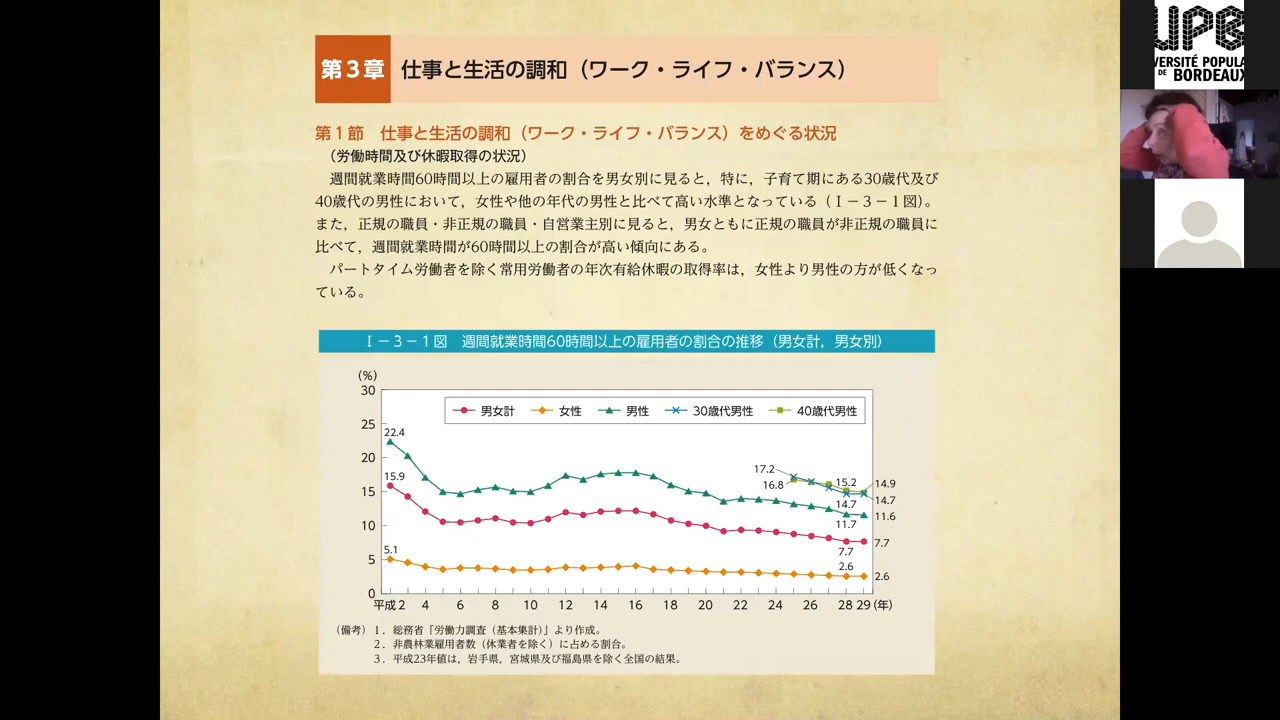 第3章 仕事と生活の調和（ワーク・ライフ・バランス）
第1節　仕事と生活の調和（ワーク・ライフ・バランス）をめぐる状況
（労働時間及び休暇取得の状況）
週間就業時間60時間以上の雇用者の割合を男女別に見ると，特に，子育て期にある30歳代及び
40歳代の男性において，女性や他の年代の男性と比べて高い水準となっている（Ｉ－３－１図）。
また，正規の職員・非正規の職員・自営業主別に見ると，男女ともに正規の職員が非正規の職員に
比べて，週間就業時間が60時間以上の割合が高い傾向にある。
パートタイム労働者を除く常用労働者の年次有給休暇の取得率は，女性より男性の方が低くなっ
ている。
Ｉ－３－１図　週間就業時間60時間以上の雇用者の割合の推移（男女計，男女別）
(%)
30
25
20
15
10
5
0
男女計 女性 男性 30歳代男性 40歳代男性
22.4
15.9
5.1
17.2
16.8
15.2
14.9
14.7
14.7
11.7
11.6
7.7
7.7
2.6
2.6
平成2 4 6 8 10 12 14 16 18 20 22 24 26 28 29 (年)
（備考）１．総務省「労働力調査（基本集計）」より作成。
２．非農林業雇用者数（休業者を除く）に占める割合。
３．平成23年値は，岩手県，宮城県及び福島県を除く全国の結果。
UPB
VERSITÉ POPULA
DE BORDEAUX